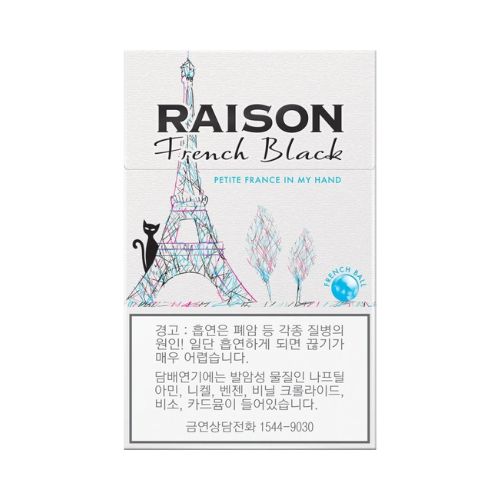 RAISON
French Black
PETITE FRANCE IN MY HAND
FRENCH BALL
경고 : 흡연은 폐암 등 각종 질병의
원인! 일단 흡연하게 되면 끊기가
매우 어렵습니다.
담배연기에는 발암성 물질인 나프틸
아민, 니켈, 벤젠, 비닐 크롤라이드,
비소, 카드뮴이 들어있습니다.
금연상담전화 1544-9030